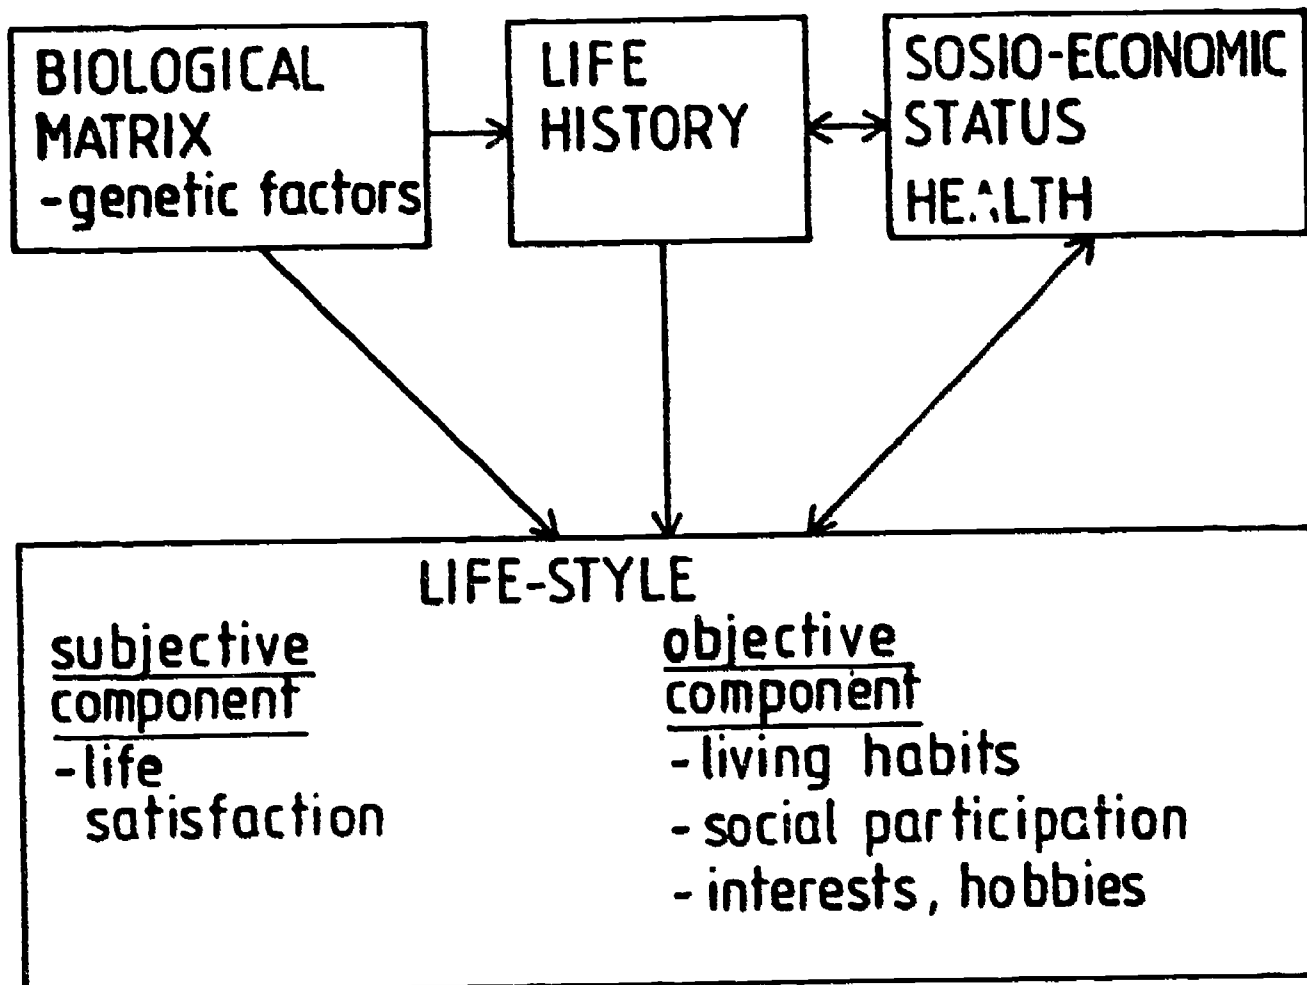 BIOLOGICAL
MATRIX
-genetic factors
LIFE
HISTORY
SOSIO-ECONOMIC
STATUS
HEALTH
LIFE-STYLE
subjective
component
-life
satisfaction
objective
component
-living habits
-social participation
- interests, hobbies